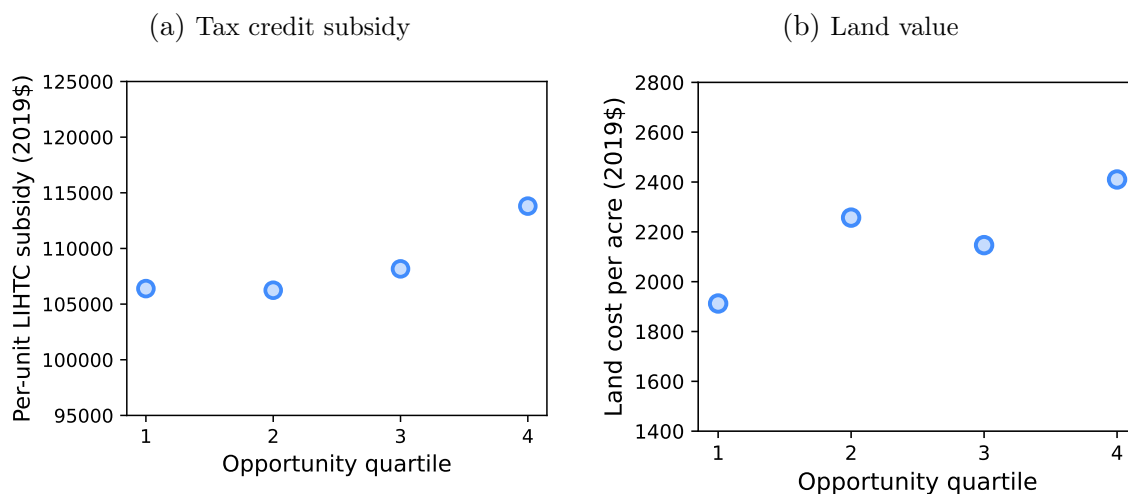 (a) Tax credit subsidy
125000
120000
115000
110000
105000
100000
95000
Per-unit LIHTC subsidy (2019$)
1 2 3 4
Opportunity quartile
(b) Land value
2800
2600
2400
2200
2000
1800
1600
1400
Land cost per acre (2019$)
1 2 3 4
Opportunity quartile